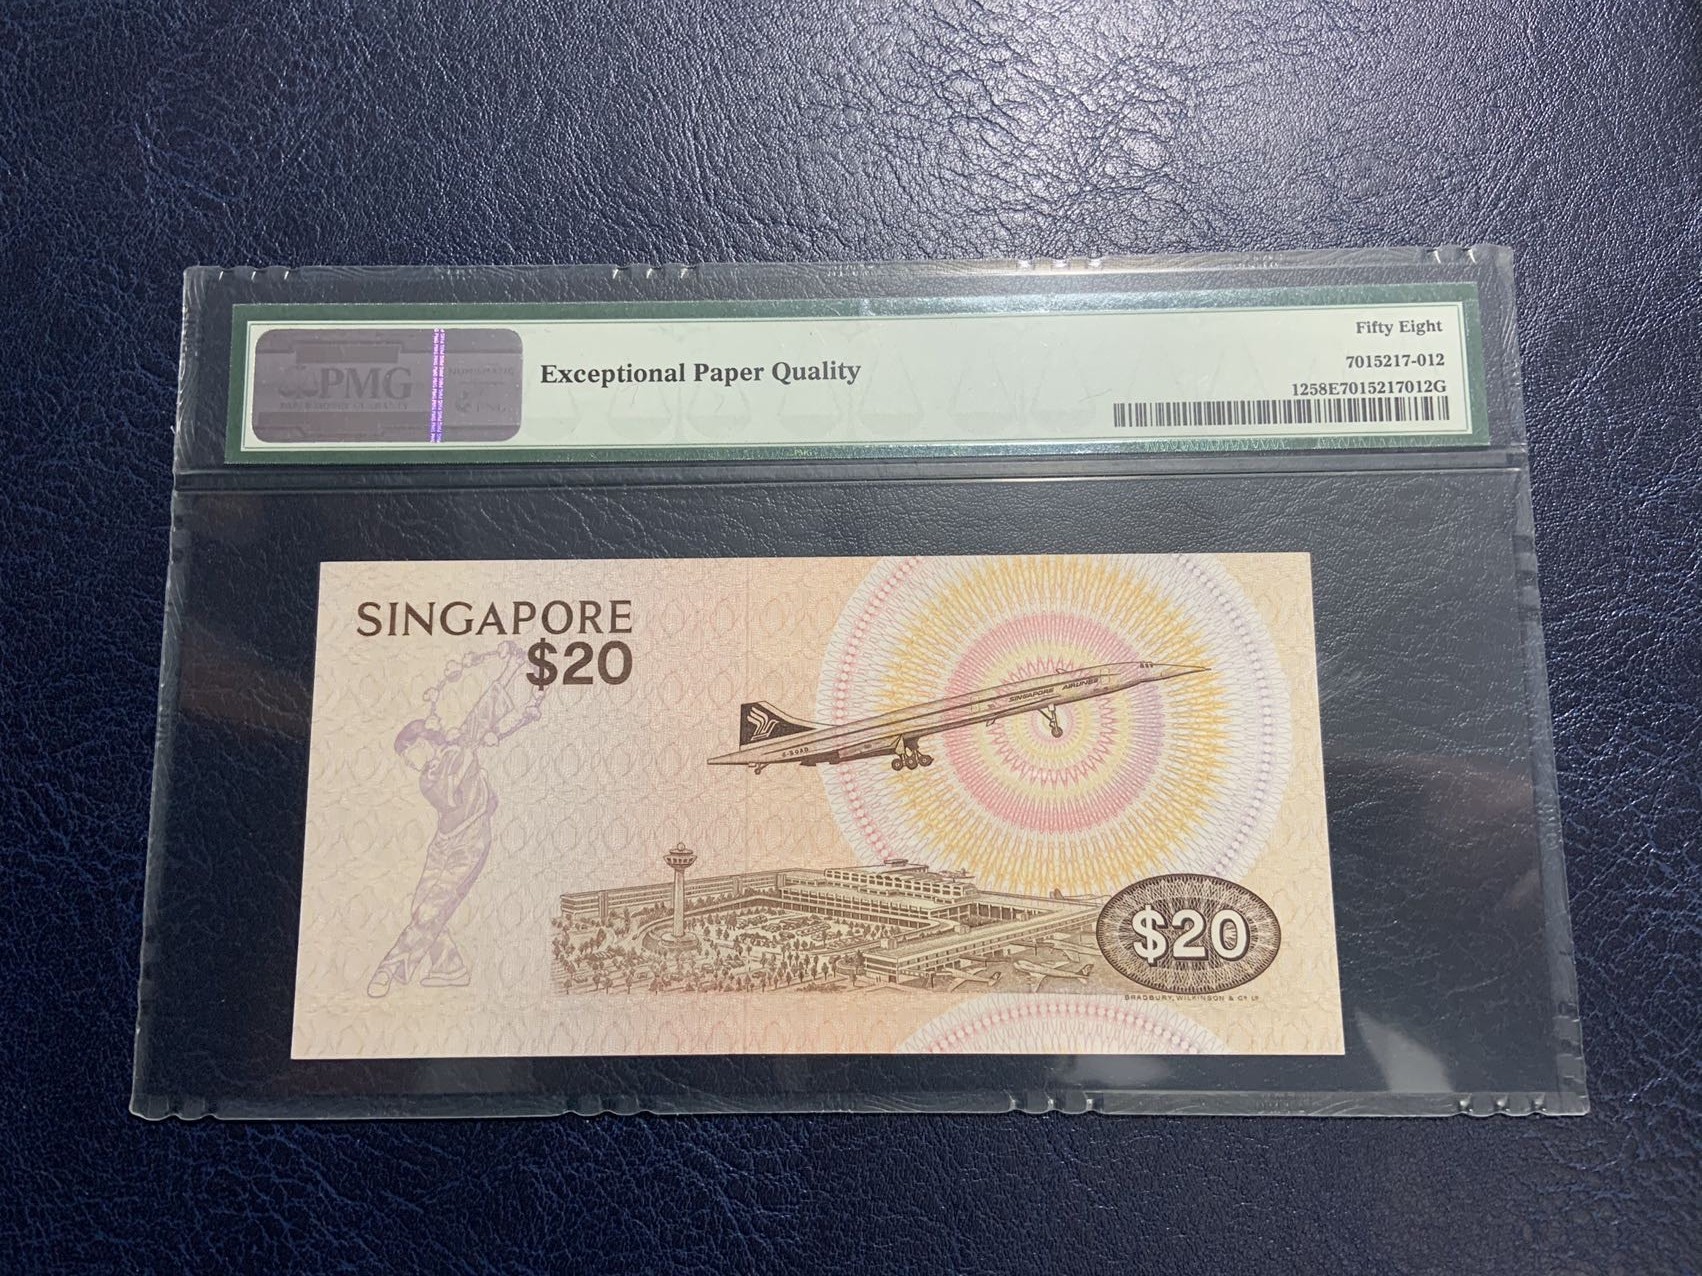 Fifty Eight
PMG
Exceptional Paper Quality
7015217-012
1258E7015217012G
SINGAPORE
$20
SINGAPORE AIRLINES
$20
BRADBURY, WILKINSON & Cº Lᵈ